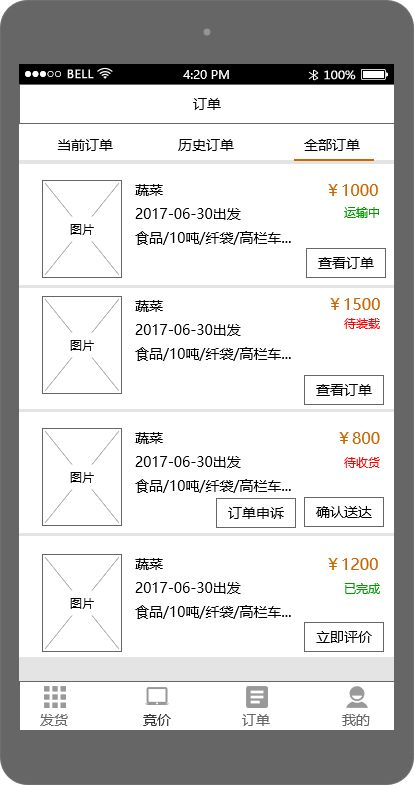 BELL 4:20 PM 100%
订单
当前订单 历史订单 全部订单
图片
蔬菜 ￥1000
2017-06-30出发 运输中
食品/10吨/纤袋/高栏车...
查看订单
图片
蔬菜 ￥1500
2017-06-30出发 待装载
食品/10吨/纤袋/高栏车...
查看订单
图片
蔬菜 ￥800
2017-06-30出发 待收货
食品/10吨/纤袋/高栏车...
订单申诉 确认送达
图片
蔬菜 ￥1200
2017-06-30出发 已完成
食品/10吨/纤袋/高栏车...
立即评价
发货 竞价 订单 我的